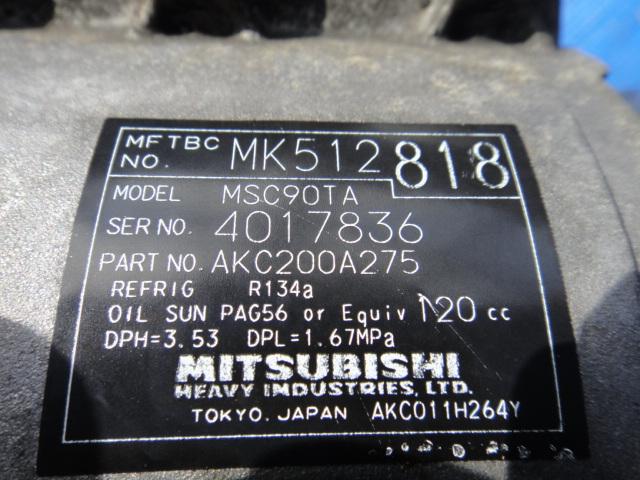 MFTBC NO. MK512818
MODEL MSC90TA
SER NO. 4017836
PART NO. AKC200A275
REFRIG R134a
OIL SUN PAG56 or Equiv 120 cc
DPH=3.53 DPL=1.67MPa
MITSUBISHI
HEAVY INDUSTRIES, LTD.
TOKYO. JAPAN AKC011H264Y